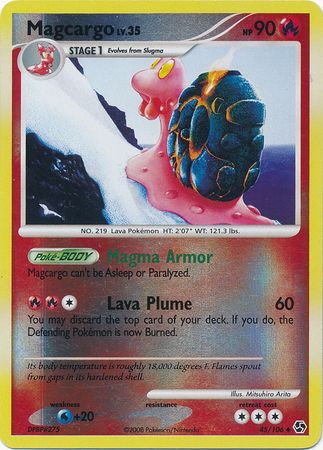 Magcargo LV.35 HP 90
STAGE 1 Evolves from Slugma
NO. 219 Lava Pokémon HT: 2'07" WT: 121.3 lbs.
Poké-BODY Magma Armor
Magcargo can't be Asleep or Paralyzed.
Lava Plume 60
You may discard the top card of your deck. If you do, the
Defending Pokémon is now Burned.
Its body temperature is roughly 18,000 degrees F. Flames spout
from gaps in its hardened shell.
Illus. Mitsuhiro Arita
weakness resistance retreat cost
+20
DPBP#275 ©2008 Pokémon/Nintendo 45/106